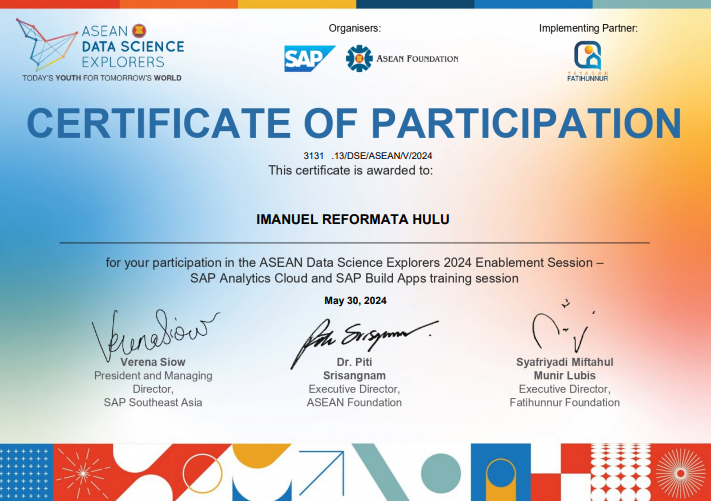 ASEAN
DATA SCIENCE
EXPLORERS
TODAY'S YOUTH FOR TOMORROW'S WORLD
Organisers:
SAP
ASEAN FOUNDATION
Implementing Partner:
YAYASAN
FATIHUNNUR
CERTIFICATE OF PARTICIPATION
3131 .13/DSE/ASEAN/V/2024
This certificate is awarded to:
IMANUEL REFORMATA HULU
for your participation in the ASEAN Data Science Explorers 2024 Enablement Session –
SAP Analytics Cloud and SAP Build Apps training session
May 30, 2024
Verena Siow
Verena Siow
President and Managing
Director,
SAP Southeast Asia
Dr. Piti
Srisangnam
Executive Director,
ASEAN Foundation
Syafriyadi Miftahul
Munir Lubis
Executive Director,
Fatihunnur Foundation